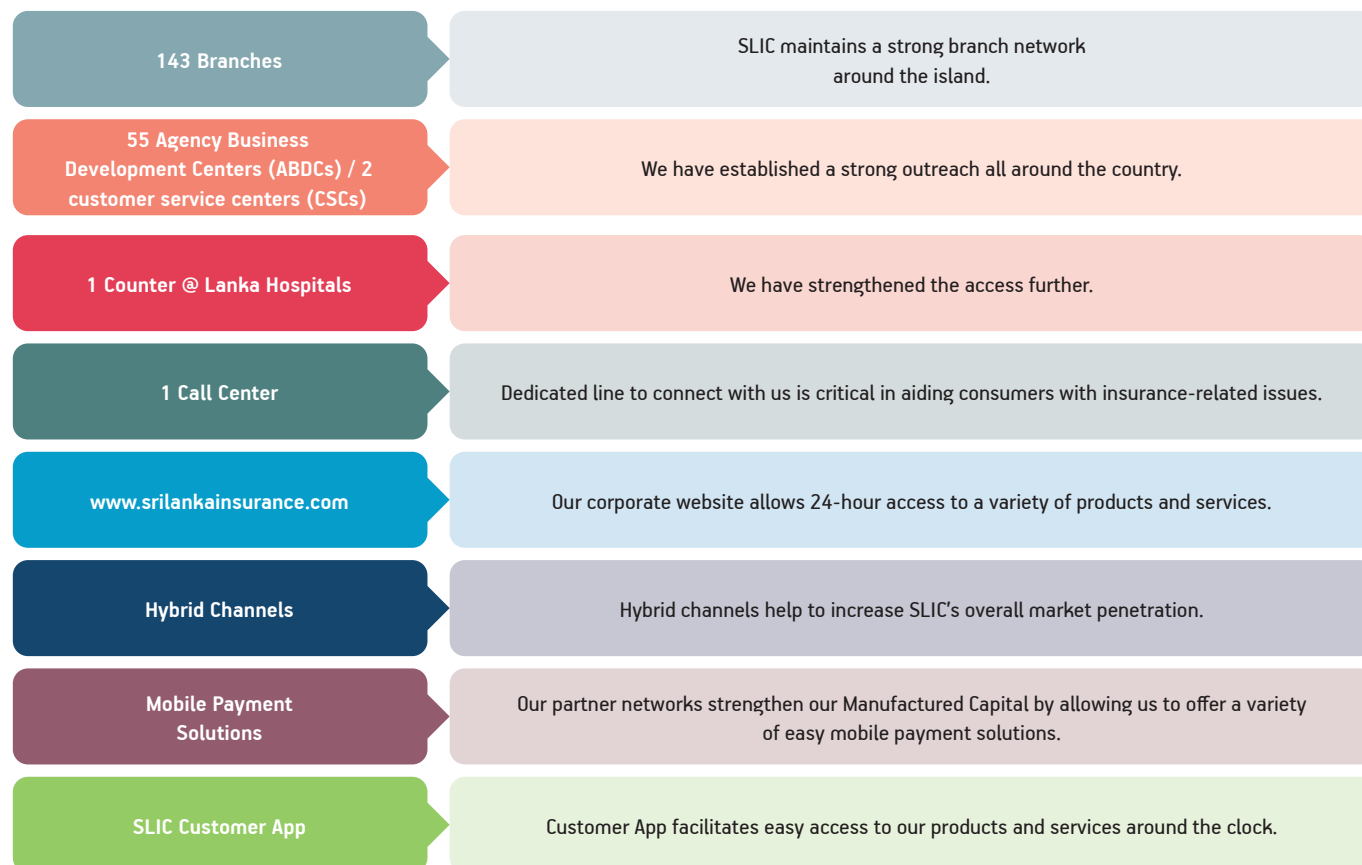 143 Branches
SLIC maintains a strong branch network
around the island.
55 Agency Business
Development Centers (ABDCs) / 2
customer service centers (CSCs)
We have established a strong outreach all around the country.
1 Counter @ Lanka Hospitals
We have strengthened the access further.
1 Call Center
Dedicated line to connect with us is critical in aiding consumers with insurance-related issues.
www.srilankainsurance.com
Our corporate website allows 24-hour access to a variety of products and services.
Hybrid Channels
Hybrid channels help to increase SLIC's overall market penetration.
Mobile Payment
Solutions
Our partner networks strengthen our Manufactured Capital by allowing us to offer a variety
of easy mobile payment solutions.
SLIC Customer App
Customer App facilitates easy access to our products and services around the clock.